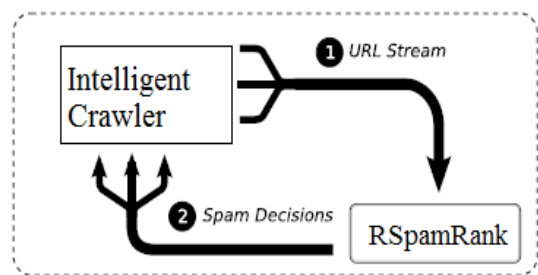 1 URL Stream
Intelligent
Crawler
2 Spam Decisions
RSpamRank